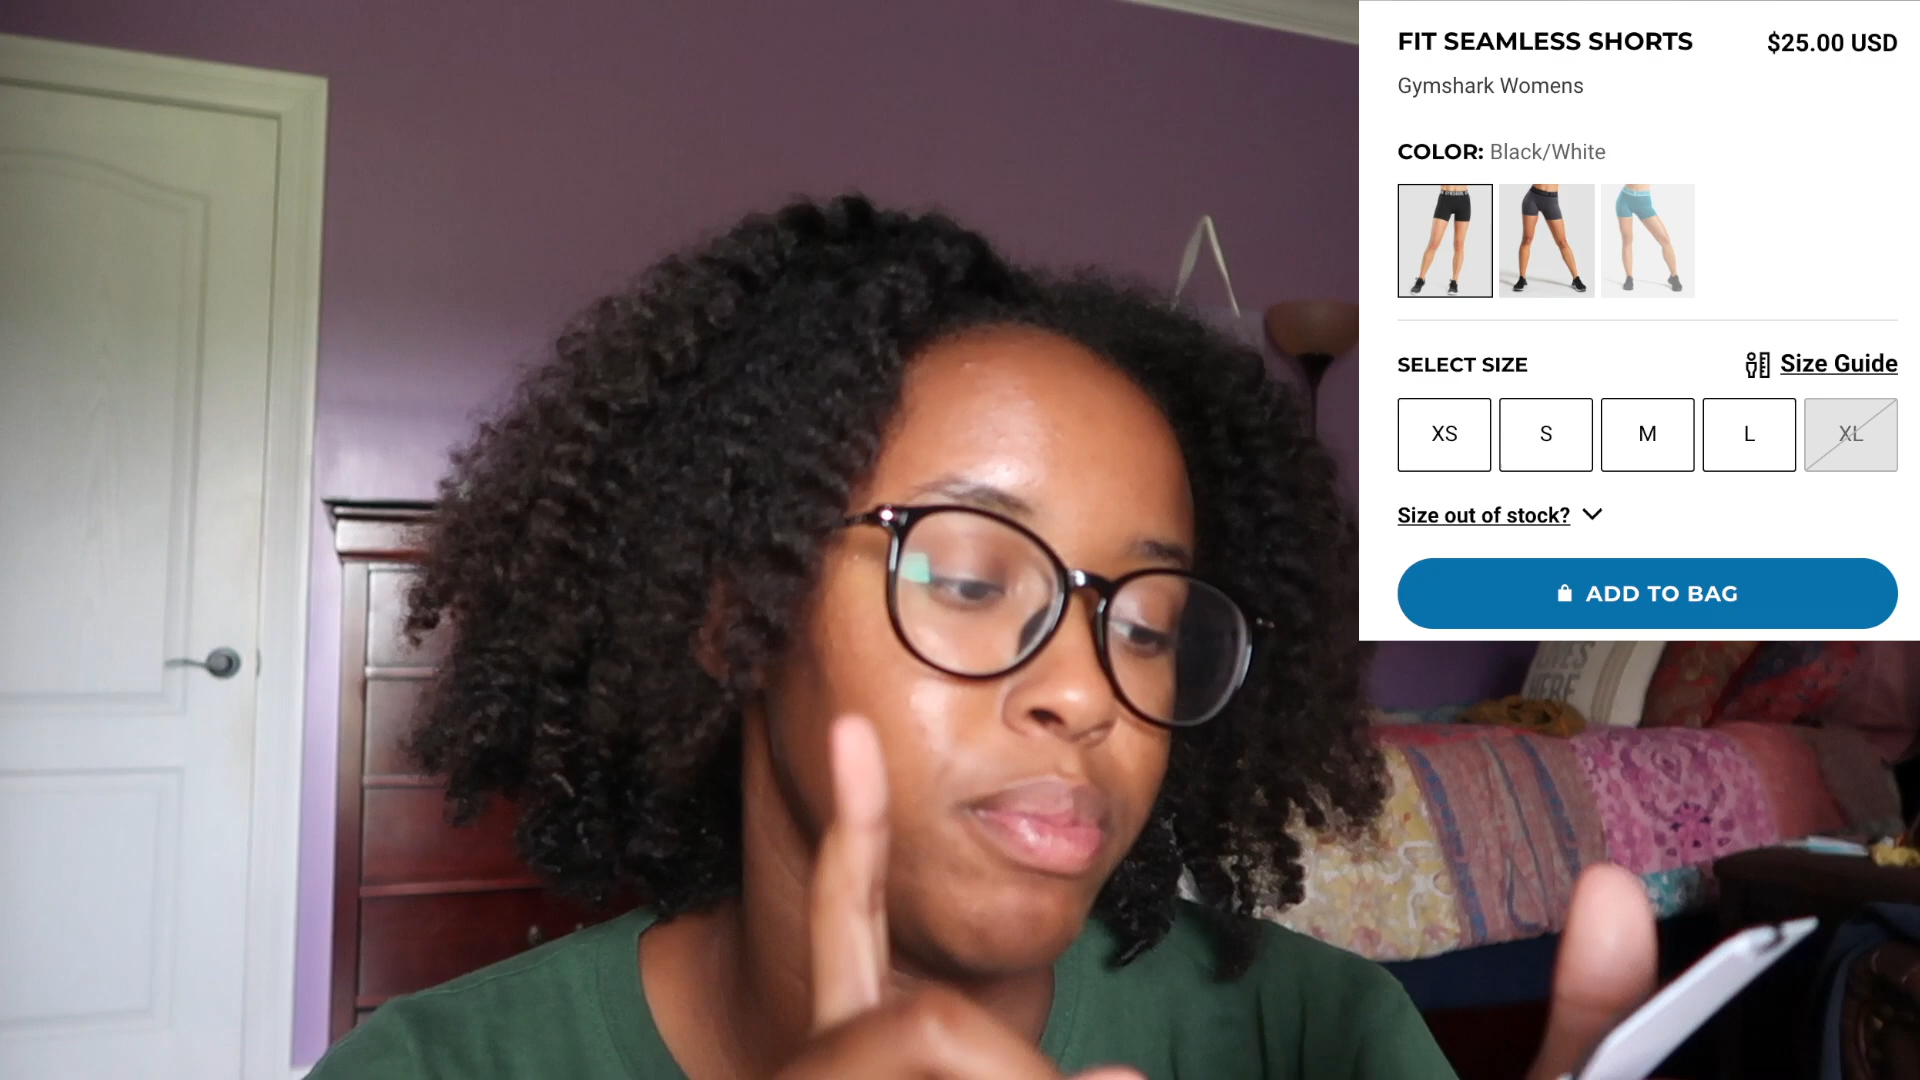 FIT SEAMLESS SHORTS $25.00 USD
Gymshark Womens
COLOR: Black/White
SELECT SIZE Size Guide
XS S M L XL
Size out of stock?
ADD TO BAG
HERE